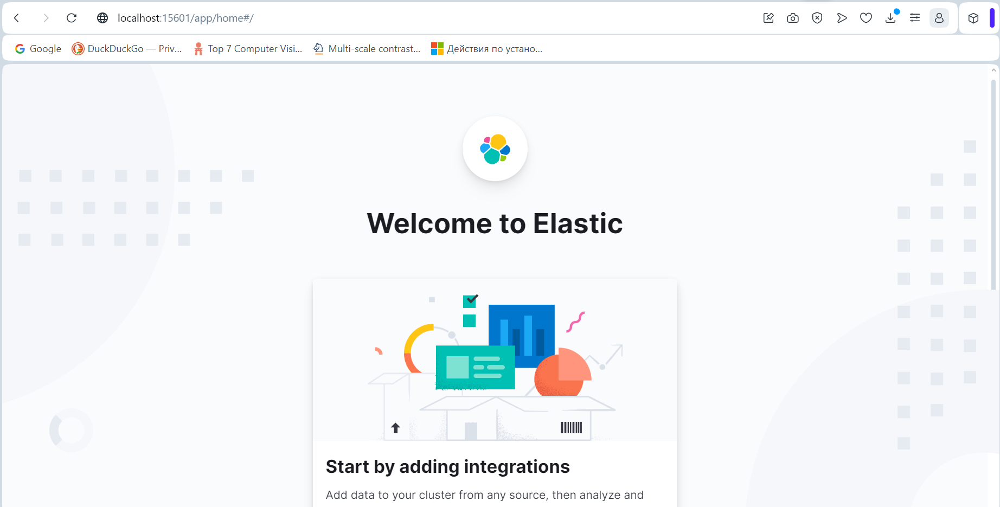 localhost:15601/app/home#/
Google DuckDuckGo — Priv... Top 7 Computer Visi... Multi-scale contrast... Действия по устано...
Welcome to Elastic
Start by adding integrations
Add data to your cluster from any source, then analyze and